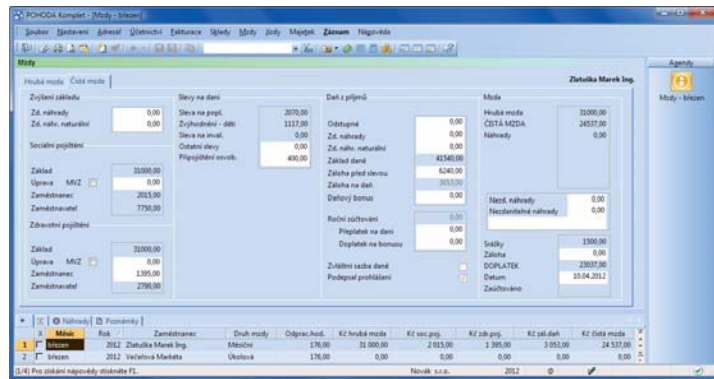 POHODA Komplet - [Mzdy - březen]
Soubor Nastavení Adresář Účetnictví Fakturace Sklady Mzdy Jízdy Majetek Záznam Nápověda
Mzdy
Agendy
Hrubá mzda Čistá mzda
Zlatuška Marek Ing.
Mzdy - březen
Zvýšení základu
Zd. náhrady 0,00
Zd. náhr. naturální 0,00
Sociální pojištění
Základ 31000,00
Úprava MVZ 0,00
Zaměstnanec 2015,00
Zaměstnavatel 7750,00
Zdravotní pojištění
Základ 31000,00
Úprava MVZ 0,00
Zaměstnanec 1395,00
Zaměstnavatel 2790,00
Slevy na dani
Sleva na popl. 2070,00
Zvýhodnění - děti 1117,00
Sleva na inval. 0,00
Ostatní slevy 0,00
Připojištění osvob. 400,00
Daň z příjmů
Odstupné 0,00
Zd. náhrady 0,00
Zd. náhr. naturální 0,00
Základ daně 41540,00
Záloha před slevou 6240,00
Záloha na daň 3053,00
Daňový bonus 0,00
Roční zúčtování 0,00
Přeplatek na dani 0,00
Doplatek na bonusu 0,00
Zvláštní sazba daně
Podepsal prohlášení
Mzda
Hrubá mzda 31000,00
ČISTÁ MZDA 24537,00
Náhrady 0,00
Nezd. náhrady 0,00
Nezdanitelné náhrady 0,00
Srážky 1500,00
Záloha 0,00
DOPLATEK 23037,00
Datum 10.04.2012
Zaúčtováno
Náhrady Poznámky
X Měsíc Rok Zaměstnanec Druh mzdy Odprac.hod. Kč hrubá mzda Kč soc.poj. Kč zdr.poj. Kč zál.daň Kč čistá mzda
1 březen 2012 Zlatuška Marek Ing. Měsíční 176,00 31 000,00 2 015,00 1 395,00 3 053,00 24 537,00
2 březen 2012 Večeřová Markéta Úkolová 176,00 0,00 0,00 0,00 0,00 0,00
(1/4) Pro získání nápovědy stiskněte F1. Novák s.r.o. 2012 @